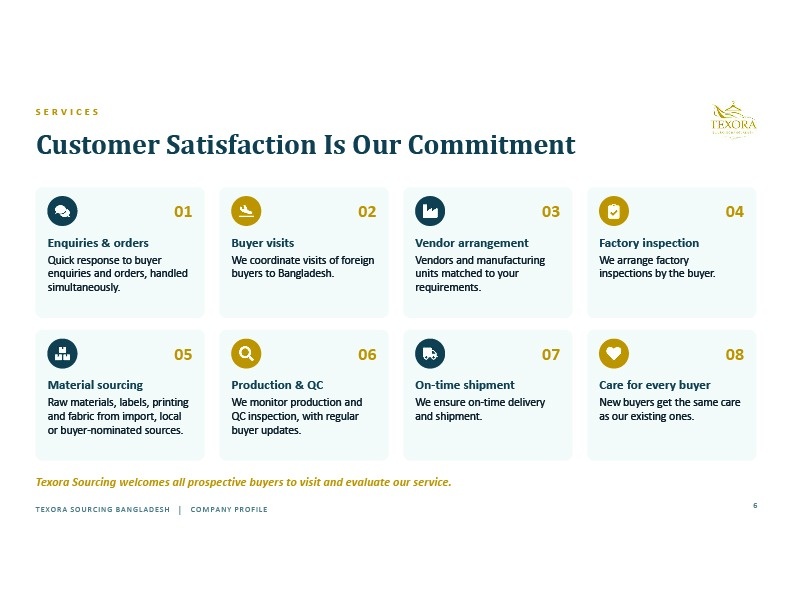 SERVICES
TEXORA
Customer Satisfaction Is Our Commitment
01
Enquiries & orders
Quick response to buyer
enquiries and orders, handled
simultaneously.
02
Buyer visits
We coordinate visits of foreign
buyers to Bangladesh.
03
Vendor arrangement
Vendors and manufacturing
units matched to your
requirements.
04
Factory inspection
We arrange factory
inspections by the buyer.
05
Material sourcing
Raw materials, labels, printing
and fabric from import, local
or buyer-nominated sources.
06
Production & QC
We monitor production and
QC inspection, with regular
buyer updates.
07
On-time shipment
We ensure on-time delivery
and shipment.
08
Care for every buyer
New buyers get the same care
as our existing ones.
Texora Sourcing welcomes all prospective buyers to visit and evaluate our service.
TEXORA SOURCING BANGLADESH | COMPANY PROFILE
6